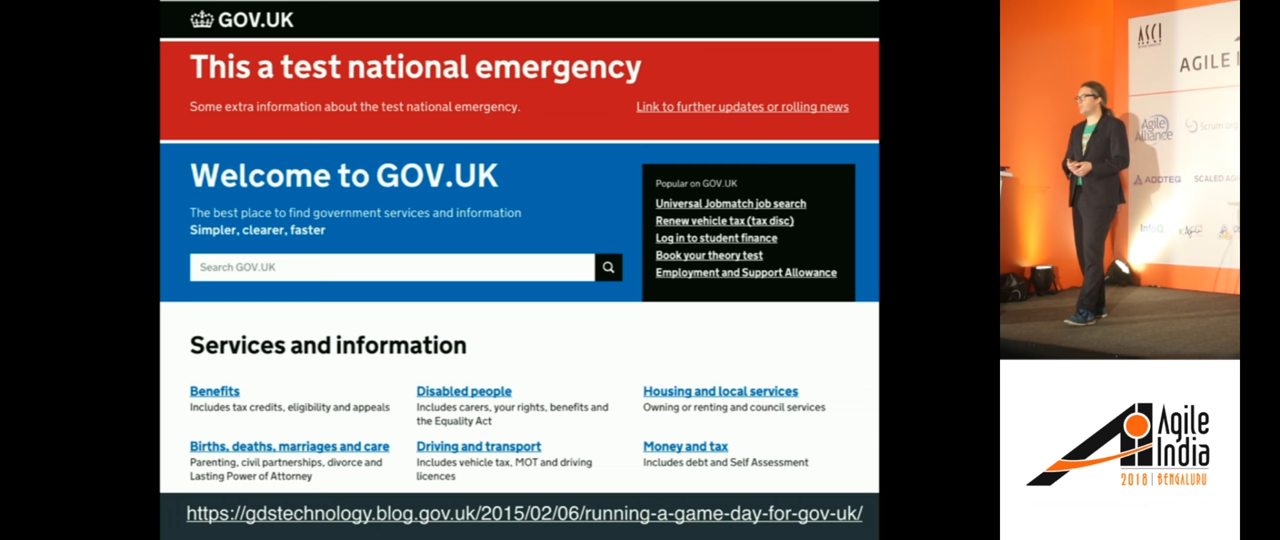 GOV.UK
This a test national emergency
Some extra information about the test national emergency.
Link to further updates or rolling news
Welcome to GOV.UK
The best place to find government services and information
Simpler, clearer, faster
Search GOV.UK
Popular on GOV.UK
Universal Jobmatch job search
Renew vehicle tax (tax disc)
Log in to student finance
Book your theory test
Employment and Support Allowance
Services and information
Benefits
Includes tax credits, eligibility and appeals
Disabled people
Includes carers, your rights, benefits and
the Equality Act
Housing and local services
Owning or renting and council services
Births, deaths, marriages and care
Parenting, civil partnerships, divorce and
Lasting Power of Attorney
Driving and transport
Includes vehicle tax, MOT and driving
licences
Money and tax
Includes debt and Self Assessment
https://gdstechnology.blog.gov.uk/2015/02/06/running-a-game-day-for-gov-uk/
ASCI
AGILE
Agile
Alliance
Scrum.org
ADDTEQ
SCALED
InfoQ
Agile
India
2018 | BENGALURU